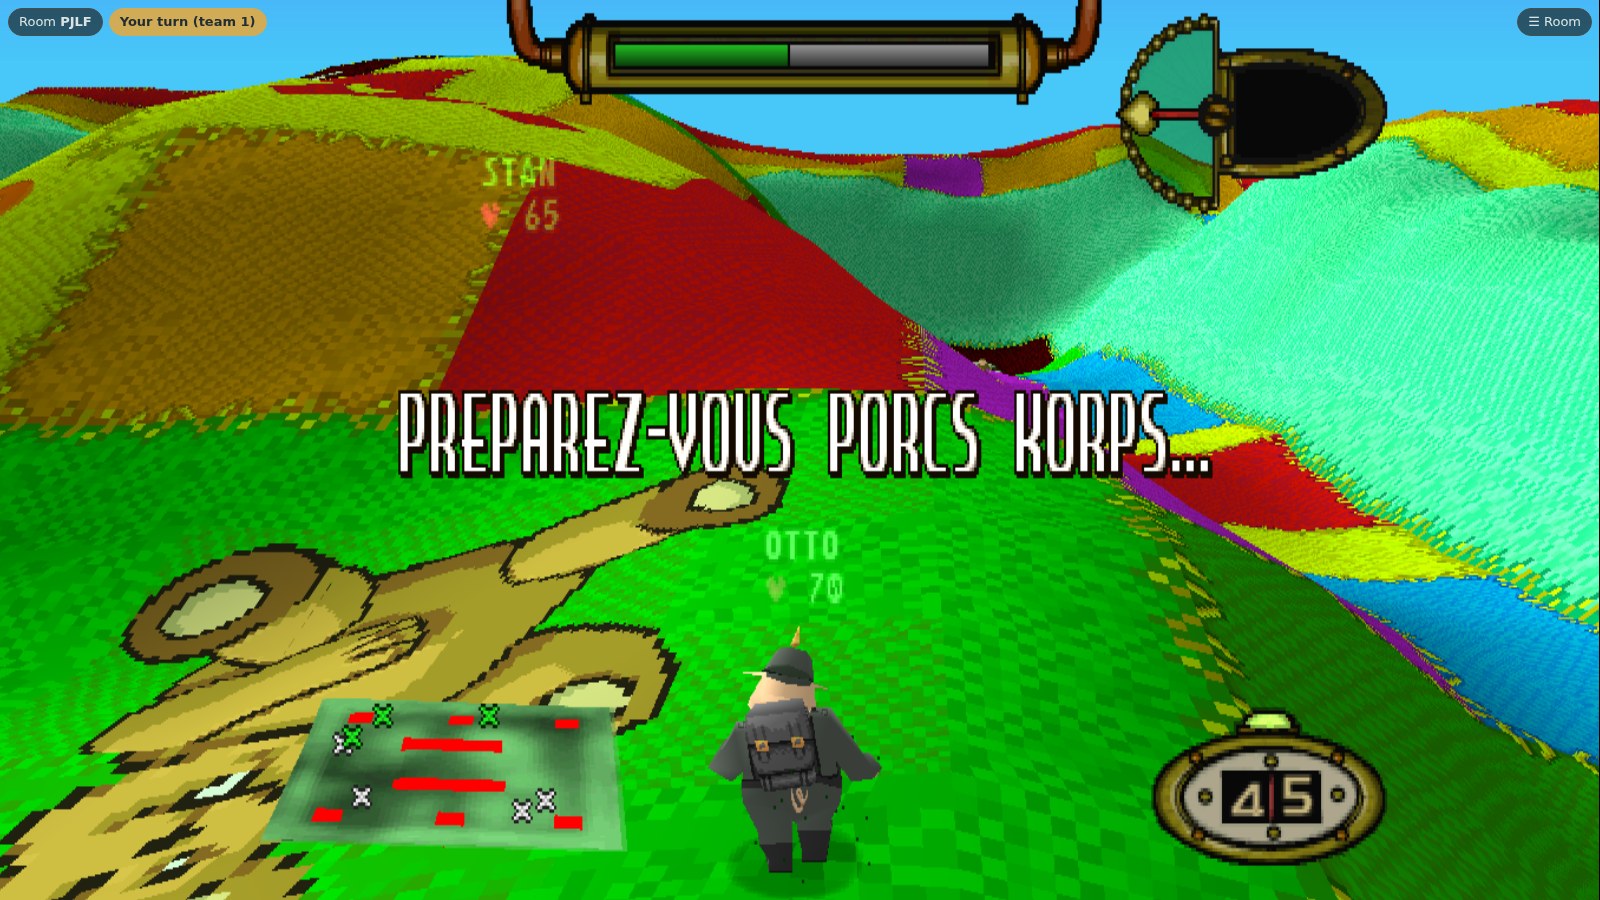 Room PJLF
Your turn (team 1)
☰ Room
STAN
65
PREPAREZ-VOUS PORCS KORPS...
OTTO
70
45